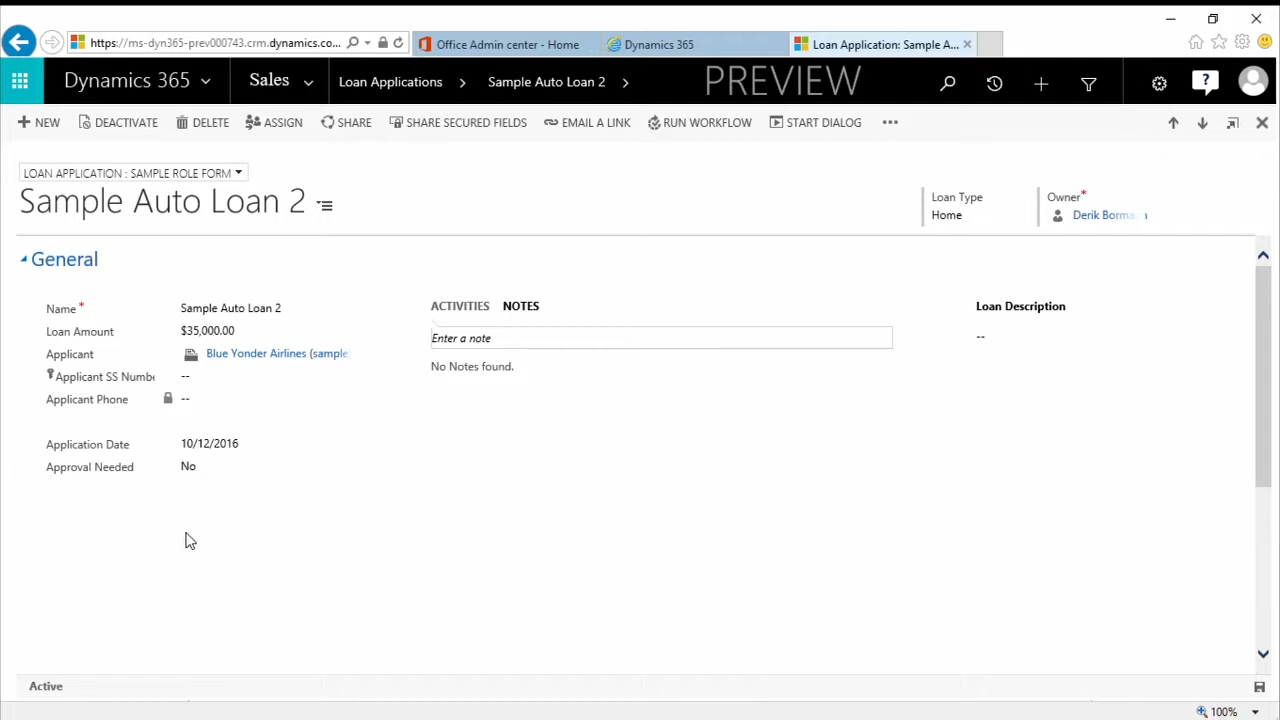 https://ms-dyn365-prev000743.crm.dynamics.co...
Office Admin center - Home
Dynamics 365
Loan Application: Sample A...
Dynamics 365
Sales
Loan Applications
Sample Auto Loan 2
PREVIEW
?
NEW
DEACTIVATE
DELETE
ASSIGN
SHARE
SHARE SECURED FIELDS
EMAIL A LINK
RUN WORKFLOW
START DIALOG
LOAN APPLICATION : SAMPLE ROLE FORM
Sample Auto Loan 2
Loan Type
Home
Owner*
Derik
General
Name* Sample Auto Loan 2
Loan Amount $35,000.00
Applicant Blue Yonder Airlines (sample
Applicant SS Numbe --
Applicant Phone --
Application Date 10/12/2016
Approval Needed No
ACTIVITIES NOTES
Enter a note
No Notes found.
Loan Description
--
Active
100%